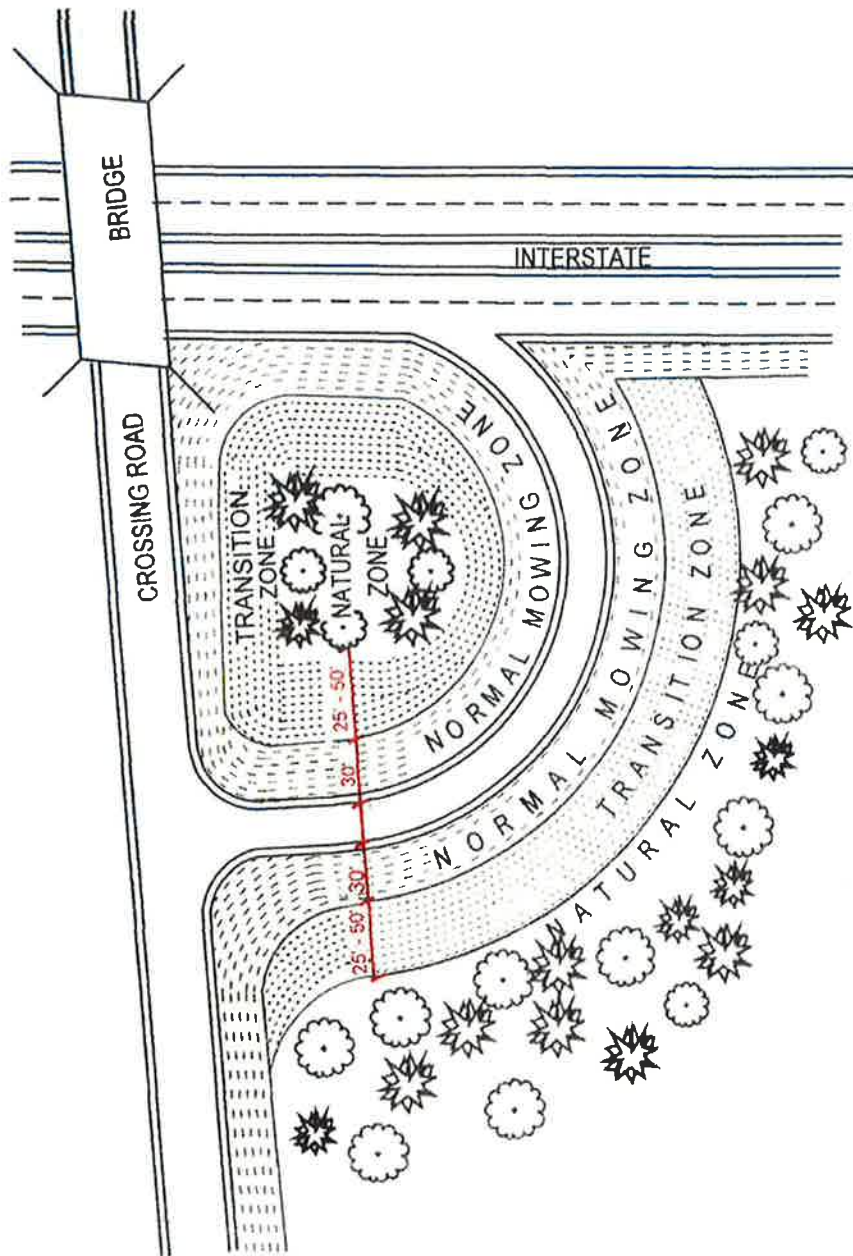 BRIDGE
INTERSTATE
CROSSING ROAD
TRANSITION
ZONE
NATURAL
ZONE
NORMAL MOWING ZONE
25' - 50'
30'
NORMAL MOWING ZONE
TRANSITION ZONE
NATURAL ZONE
30'
25' - 50'